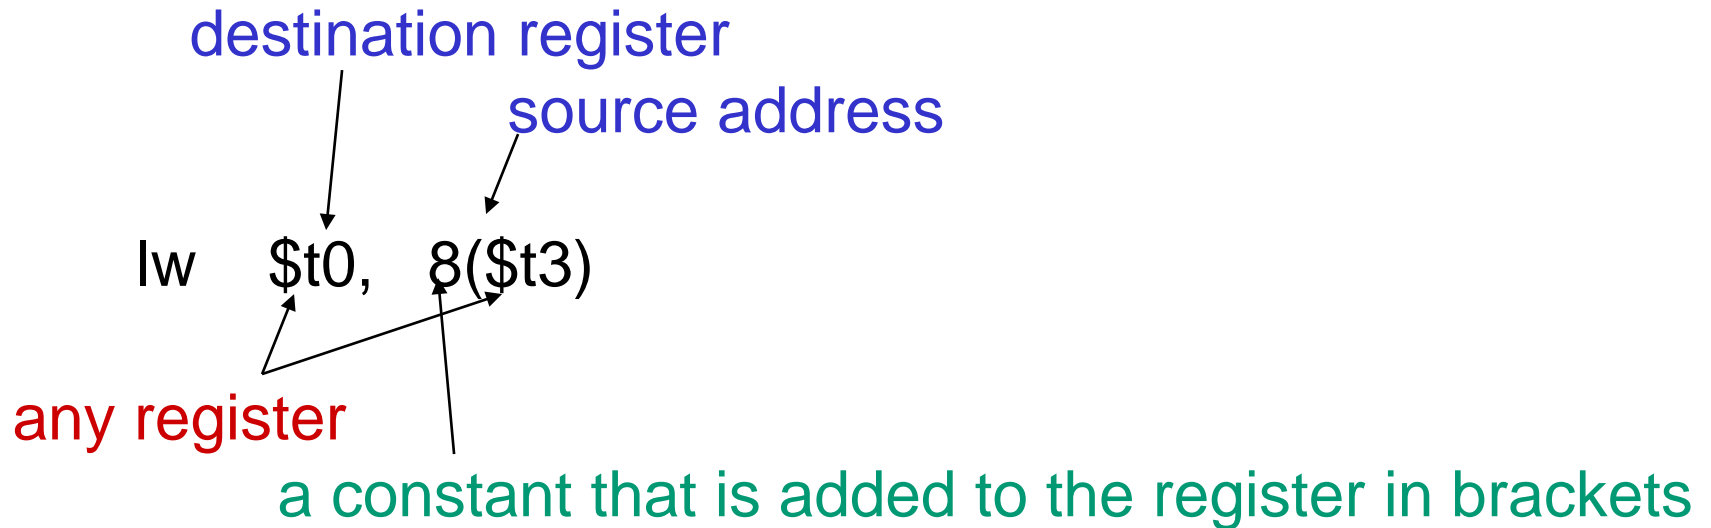 destination register
source address
lw $t0, 8($t3)
any register
a constant that is added to the register in brackets